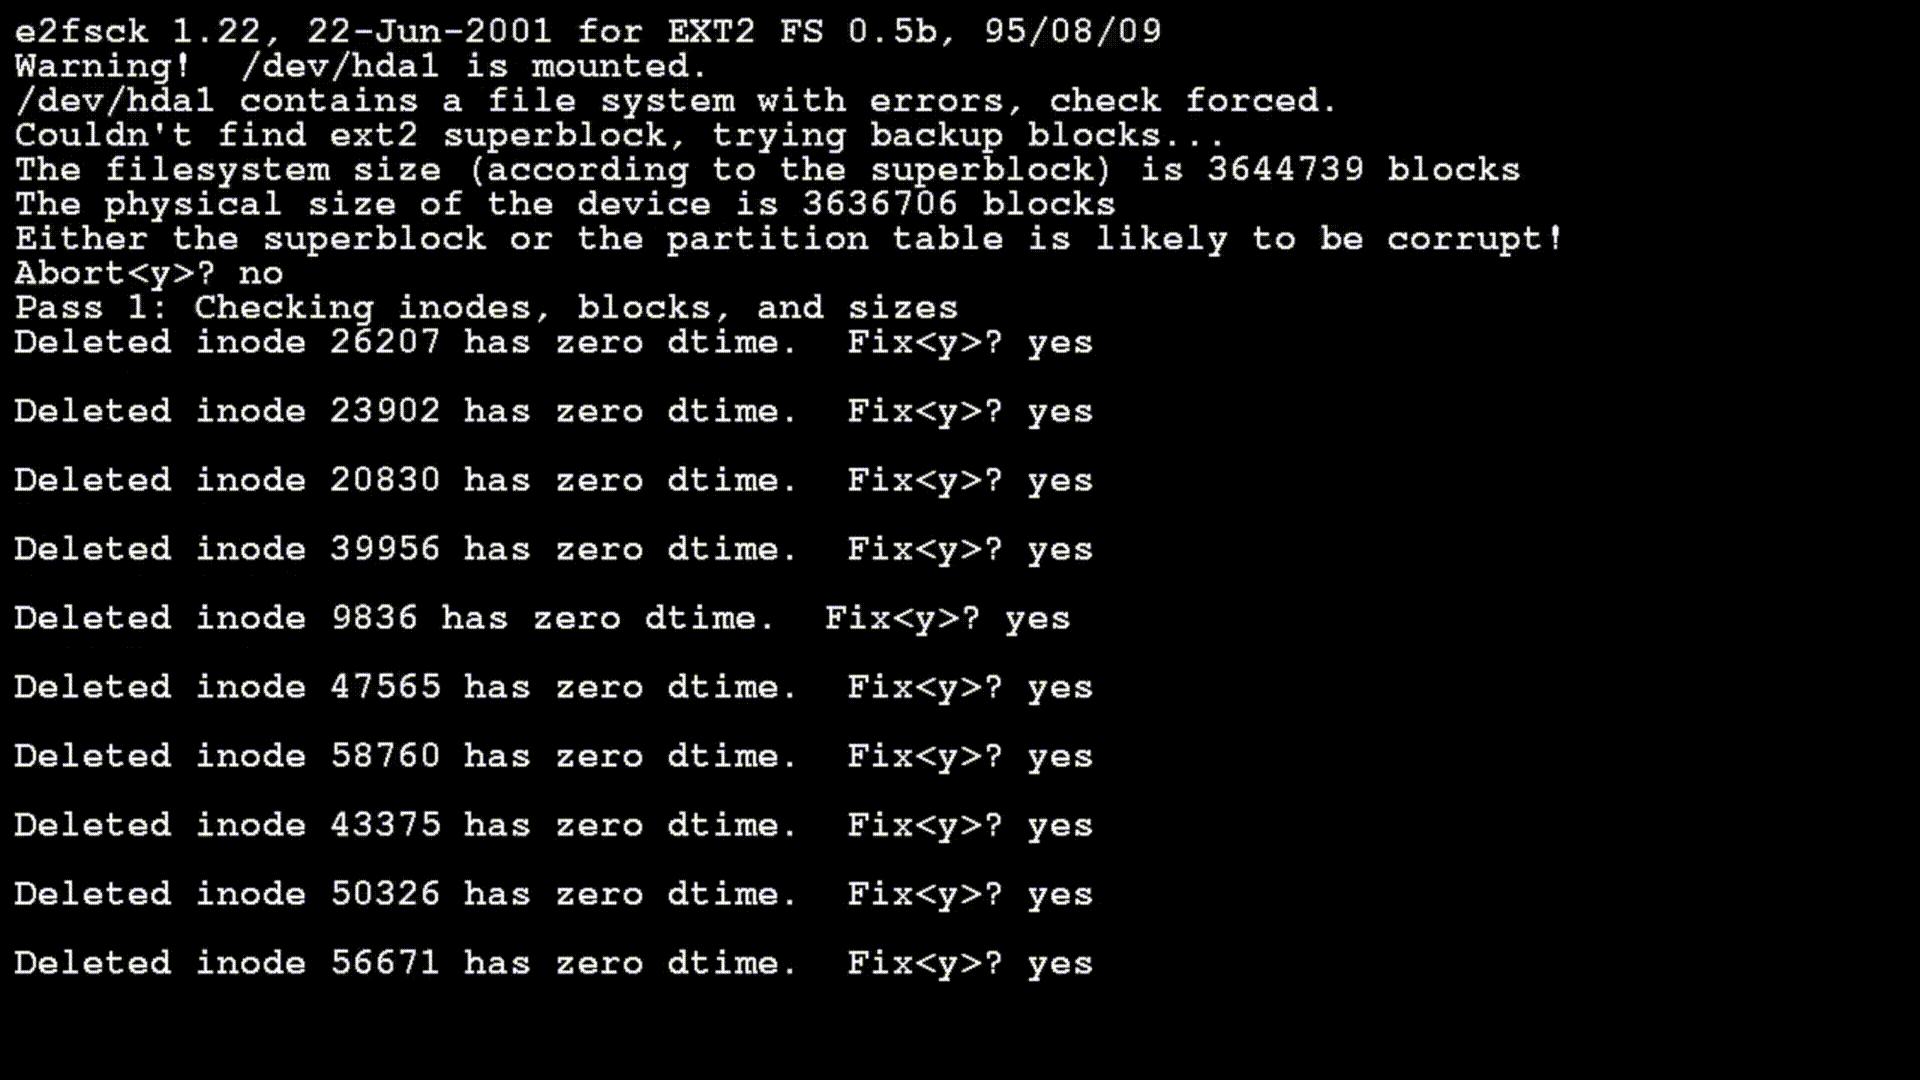 e2fsck 1.22, 22-Jun-2001 for EXT2 FS 0.5b, 95/08/09
Warning!  /dev/hda1 is mounted.
/dev/hda1 contains a file system with errors, check forced.
Couldn't find ext2 superblock, trying backup blocks...
The filesystem size (according to the superblock) is 3644739 blocks
The physical size of the device is 3636706 blocks
Either the superblock or the partition table is likely to be corrupt!
Abort<y>? no
Pass 1: Checking inodes, blocks, and sizes
Deleted inode 26207 has zero dtime.  Fix<y>? yes
Deleted inode 23902 has zero dtime.  Fix<y>? yes
Deleted inode 20830 has zero dtime.  Fix<y>? yes
Deleted inode 39956 has zero dtime.  Fix<y>? yes
Deleted inode 9836 has zero dtime.  Fix<y>? yes
Deleted inode 47565 has zero dtime.  Fix<y>? yes
Deleted inode 58760 has zero dtime.  Fix<y>? yes
Deleted inode 43375 has zero dtime.  Fix<y>? yes
Deleted inode 50326 has zero dtime.  Fix<y>? yes
Deleted inode 56671 has zero dtime.  Fix<y>? yes